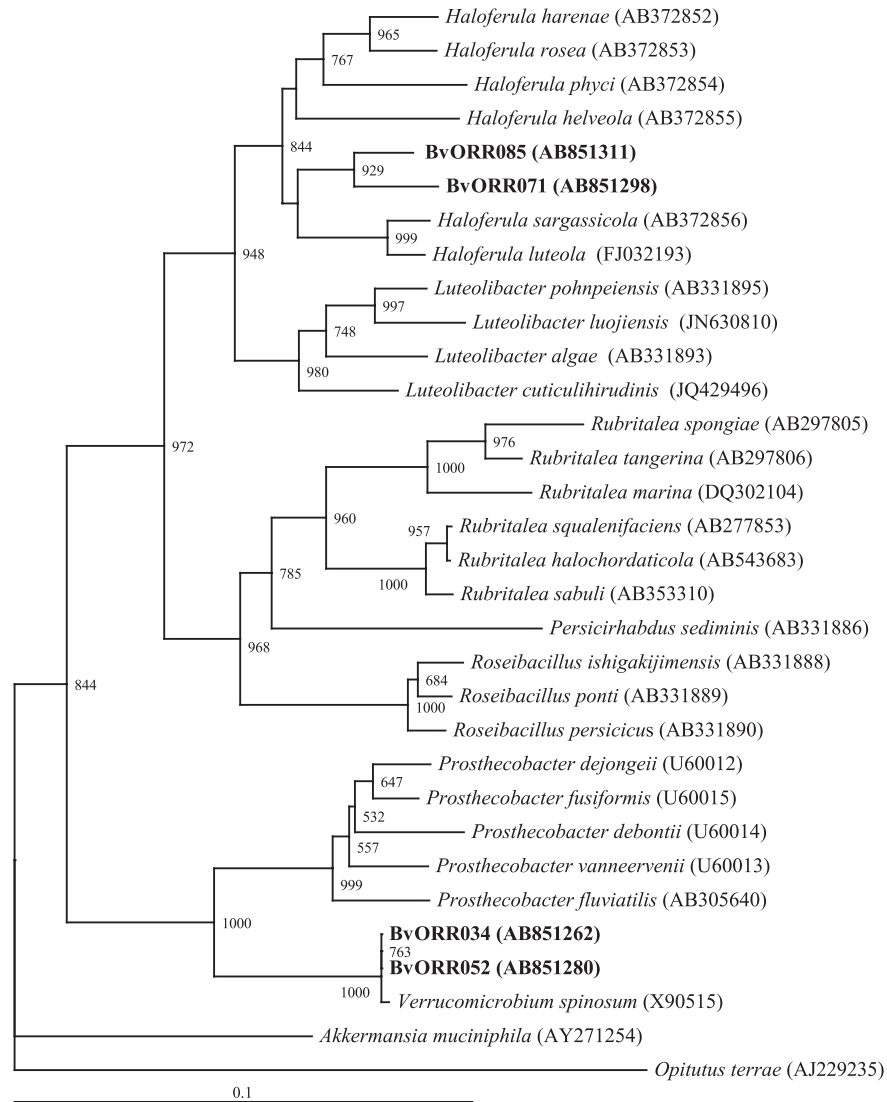 Haloferula harenae (AB372852)
965
Haloferula rosea (AB372853)
767
Haloferula phyci (AB372854)
Haloferula helveola (AB372855)
844
BvORR085 (AB851311)
929
BvORR071 (AB851298)
Haloferula sargassicola (AB372856)
999
948
Haloferula luteola (FJ032193)
Luteolibacter pohnpeiensis (AB331895)
997
Luteolibacter luojiensis (JN630810)
748
Luteolibacter algae (AB331893)
980
Luteolibacter cuticulihirudinis (JQ429496)
Rubritalea spongiae (AB297805)
976
972
Rubritalea tangerina (AB297806)
1000
Rubritalea marina (DQ302104)
960
957
Rubritalea squalenifaciens (AB277853)
Rubritalea halochordaticola (AB543683)
785
1000
Rubritalea sabuli (AB353310)
Persicirhabdus sediminis (AB331886)
968
Roseibacillus ishigakijimensis (AB331888)
684
844
Roseibacillus ponti (AB331889)
1000
Roseibacillus persicicus (AB331890)
Prosthecobacter dejongeii (U60012)
647
Prosthecobacter fusiformis (U60015)
532
Prosthecobacter debontii (U60014)
557
Prosthecobacter vanneervenii (U60013)
999
Prosthecobacter fluviatilis (AB305640)
1000
BvORR034 (AB851262)
763
BvORR052 (AB851280)
1000
Verrucomicrobium spinosum (X90515)
Akkermansia muciniphila (AY271254)
Opitutus terrae (AJ229235)
0.1